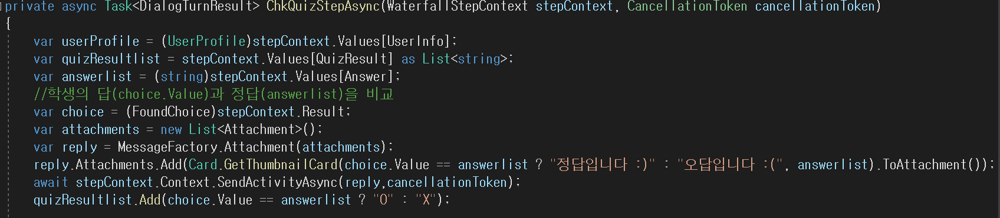 private async Task<DialogTurnResult> ChkQuizStepAsync(WaterfallStepContext stepContext, CancellationToken cancellationToken)
{
var userProfile = (UserProfile)stepContext.Values[UserInfo];
var quizResultlist = stepContext.Values[QuizResult] as List<string>;
var answerlist = (string)stepContext.Values[Answer];
//학생의 답(choice.Value)과 정답(answerlist)을 비교
var choice = (FoundChoice)stepContext.Result;
var attachments = new List<Attachment>();
var reply = MessageFactory.Attachment(attachments);
reply.Attachments.Add(Card.GetThumbnailCard(choice.Value == answerlist ? "정답입니다 :)" : "오답입니다 :(", answerlist).ToAttachment());
await stepContext.Context.SendActivityAsync(reply,cancellationToken);
quizResultlist.Add(choice.Value == answerlist ? "O" : "X");